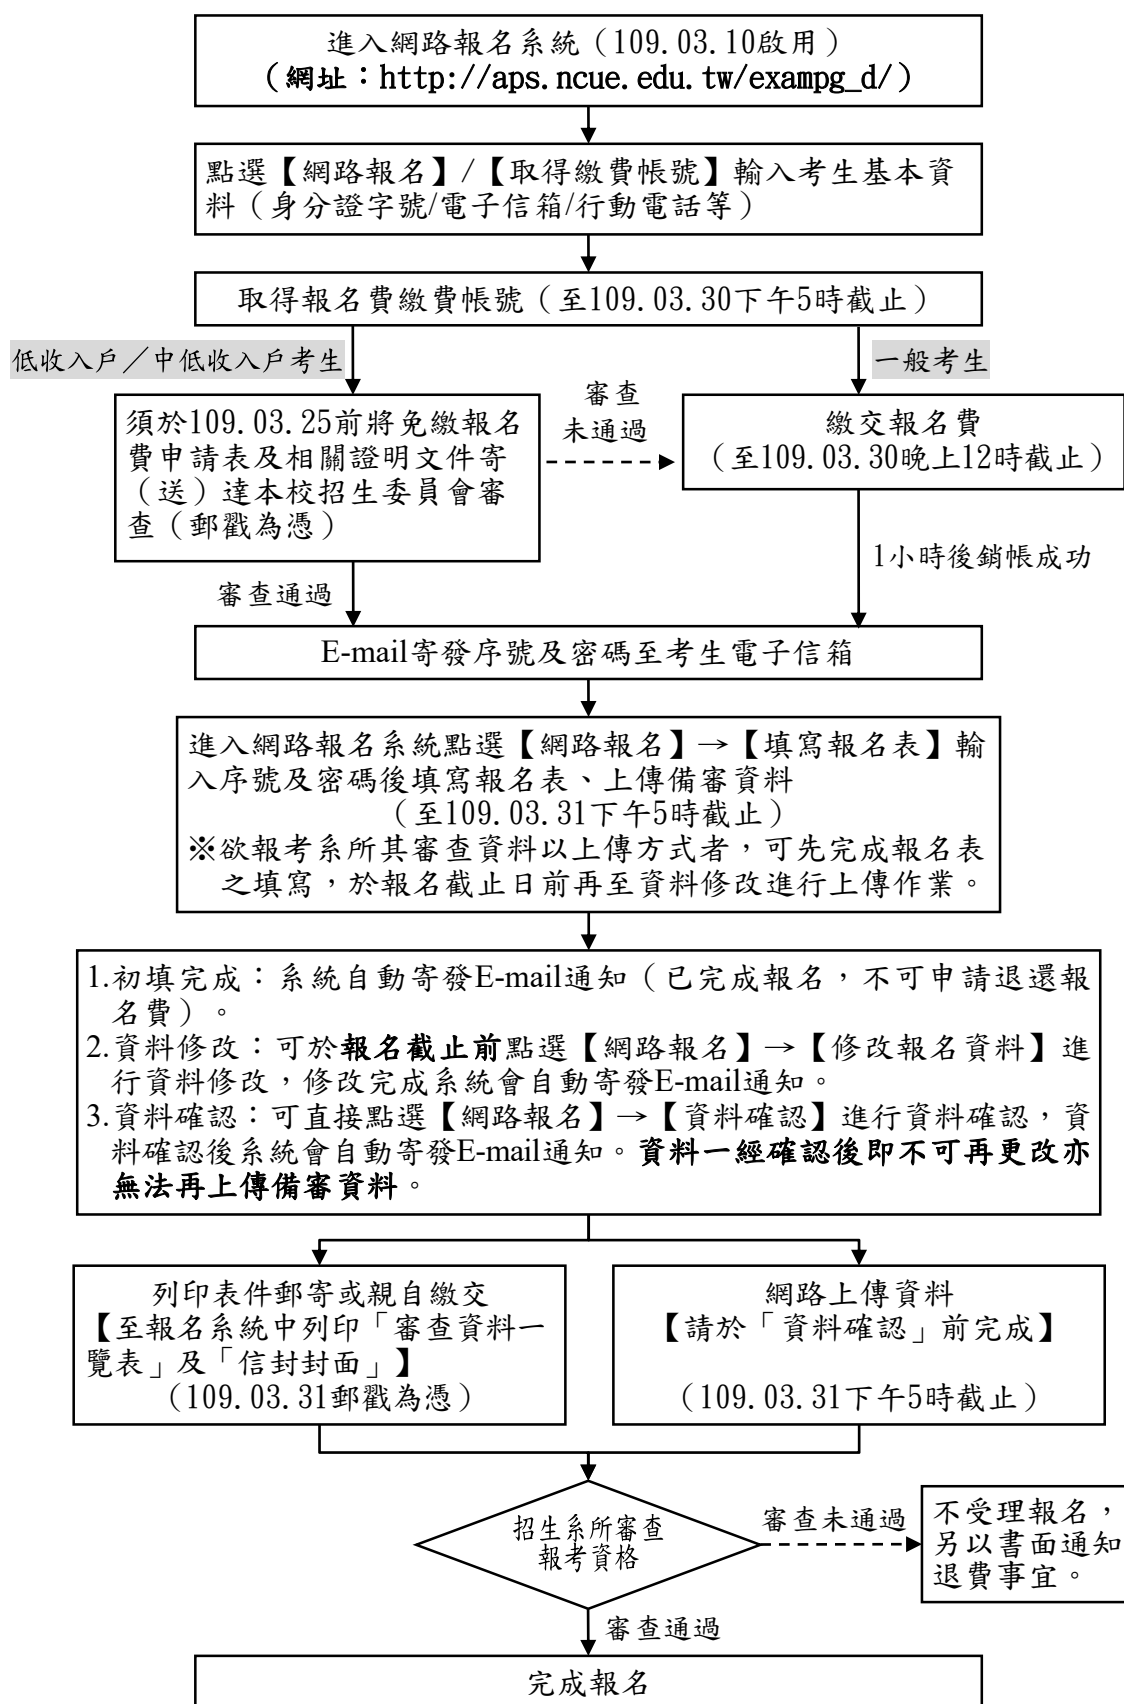 進入網路報名系統（109.03.10啟用）
（網址：http://aps.ncue.edu.tw/exampg_d/）
點選【網路報名】/【取得繳費帳號】輸入考生基本資
料（身分證字號/電子信箱/行動電話等）
取得報名費繳費帳號（至109.03.30下午5時截止）
低收入戶／中低收入戶考生
一般考生
須於109.03.25前將免繳報名
費申請表及相關證明文件寄
（送）達本校招生委員會審
查（郵戳為憑）
審查
未通過
繳交報名費
（至109.03.30晚上12時截止）
審查通過
1小時後銷帳成功
E-mail寄發序號及密碼至考生電子信箱
進入網路報名系統點選【網路報名】→【填寫報名表】輸
入序號及密碼後填寫報名表、上傳備審資料
（至109.03.31下午5時截止）
※欲報考系所其審查資料以上傳方式者，可先完成報名表
之填寫，於報名截止日前再至資料修改進行上傳作業。
1.初填完成：系統自動寄發E-mail通知（已完成報名，不可申請退還報
名費）。
2.資料修改：可於報名截止前點選【網路報名】→【修改報名資料】進
行資料修改，修改完成系統會自動寄發E-mail通知。
3.資料確認：可直接點選【網路報名】→【資料確認】進行資料確認，資
料確認後系統會自動寄發E-mail通知。資料一經確認後即不可再更改亦
無法再上傳備審資料。
列印表件郵寄或親自繳交
【至報名系統中列印「審查資料一
覽表」及「信封封面」】
（109.03.31郵戳為憑）
網路上傳資料
【請於「資料確認」前完成】
（109.03.31下午5時截止）
招生系所審查
報考資格
審查未通過
不受理報名，
另以書面通知
退費事宜。
審查通過
完成報名